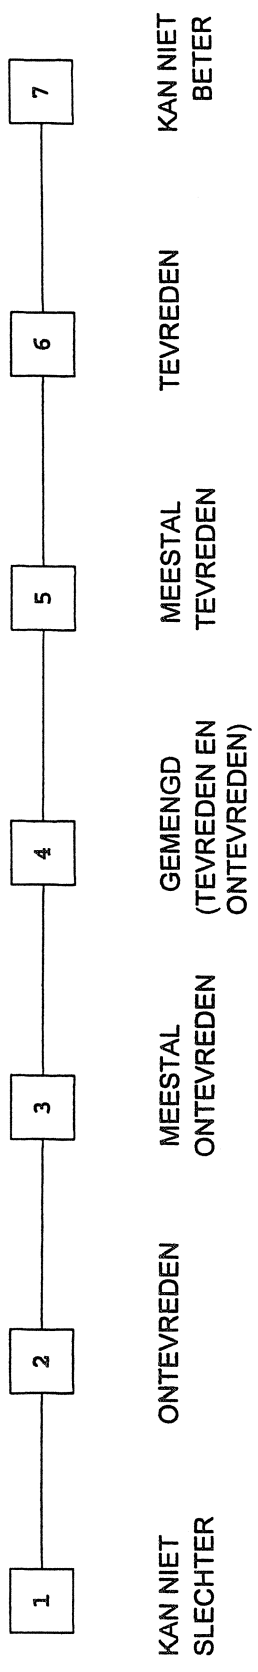 1
2
3
4
5
6
7
KAN NIET
SLECHTER
ONTEVREDEN
MEESTAL
ONTEVREDEN
GEMENGD
(TEVREDEN EN
ONTEVREDEN)
MEESTAL
TEVREDEN
TEVREDEN
KAN NIET
BETER